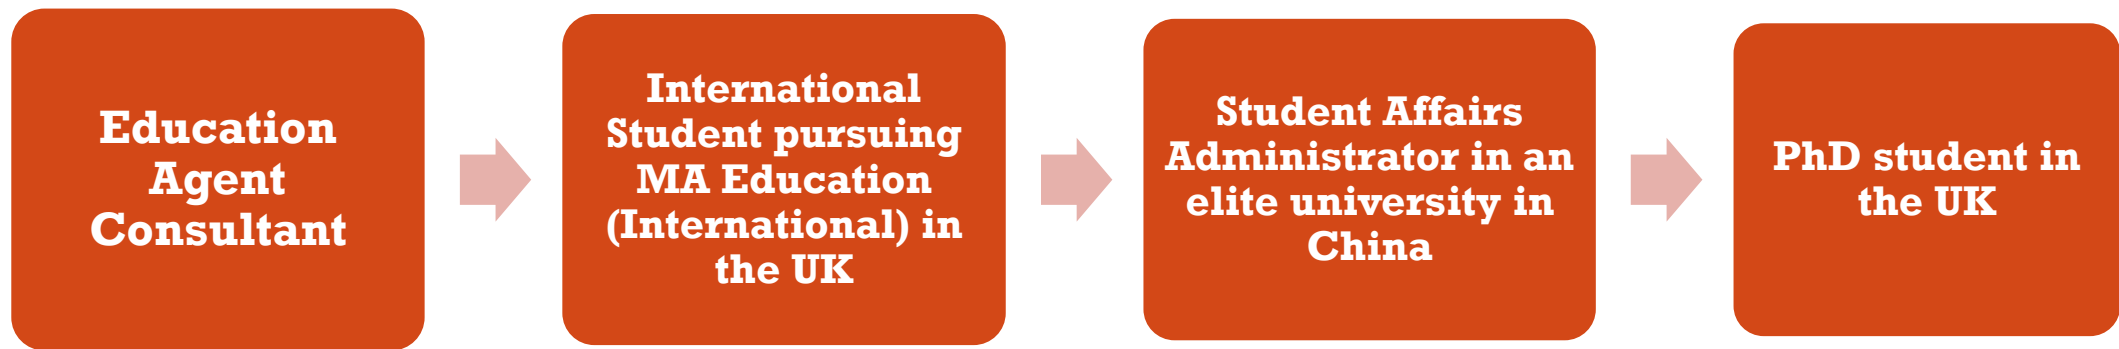 Education
Agent
Consultant
International
Student pursuing
MA Education
(International) in
the UK
Student Affairs
Administrator in an
elite university in
China
PhD student in
the UK